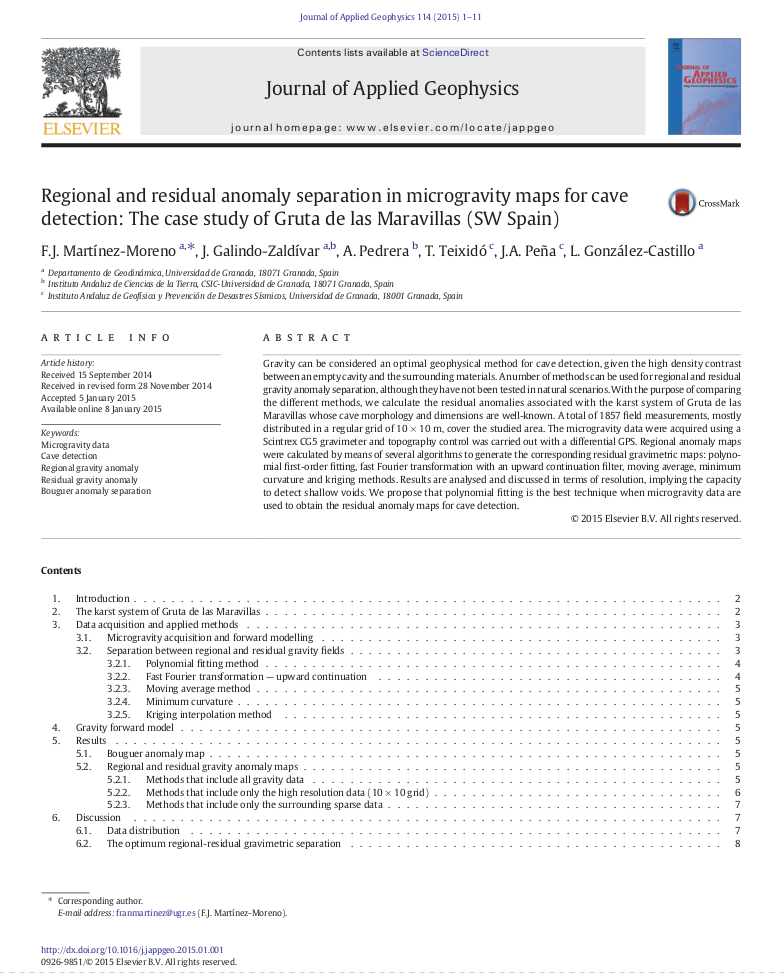 Journal of Applied Geophysics 114 (2015) 1–11
Contents lists available at ScienceDirect
Journal of Applied Geophysics
journal homepage: www.elsevier.com/locate/jappgeo
ELSEVIER
JOURNAL OF
APPLIED
GEOPHYSICS
Regional and residual anomaly separation in microgravity maps for cave
detection: The case study of Gruta de las Maravillas (SW Spain)
CrossMark
F.J. Martínez-Moreno a,*, J. Galindo-Zaldívar a,b, A. Pedrera b, T. Teixidó c, J.A. Peña c, L. González-Castillo a
a Departamento de Geodinámica, Universidad de Granada, 18071 Granada, Spain
b Instituto Andaluz de Ciencias de la Tierra, CSIC-Universidad de Granada, 18071 Granada, Spain
c Instituto Andaluz de Geofísica y Prevención de Desastres Sísmicos, Universidad de Granada, 18001 Granada, Spain
ARTICLE INFO
Article history:
Received 15 September 2014
Received in revised form 28 November 2014
Accepted 5 January 2015
Available online 8 January 2015
Keywords:
Microgravity data
Cave detection
Regional gravity anomaly
Residual gravity anomaly
Bouguer anomaly separation
ABSTRACT
Gravity can be considered an optimal geophysical method for cave detection, given the high density contrast
between an empty cavity and the surrounding materials. A number of methods can be used for regional and residual
gravity anomaly separation, although they have not been tested in natural scenarios. With the purpose of comparing
the different methods, we calculate the residual anomalies associated with the karst system of Gruta de las
Maravillas whose cave morphology and dimensions are well-known. A total of 1857 field measurements, mostly
distributed in a regular grid of 10 × 10 m, cover the studied area. The microgravity data were acquired using a
Scintrex CG5 gravimeter and topography control was carried out with a differential GPS. Regional anomaly maps
were calculated by means of several algorithms to generate the corresponding residual gravimetric maps: polyno-
mial first-order fitting, fast Fourier transformation with an upward continuation filter, moving average, minimum
curvature and kriging methods. Results are analysed and discussed in terms of resolution, implying the capacity
to detect shallow voids. We propose that polynomial fitting is the best technique when microgravity data are
used to obtain the residual anomaly maps for cave detection.
© 2015 Elsevier B.V. All rights reserved.
Contents
1. Introduction 2
2. The karst system of Gruta de las Maravillas 2
3. Data acquisition and applied methods 3
3.1. Microgravity acquisition and forward modelling 3
3.2. Separation between regional and residual gravity fields 3
3.2.1. Polynomial fitting method 4
3.2.2. Fast Fourier transformation — upward continuation 4
3.2.3. Moving average method 5
3.2.4. Minimum curvature 5
3.2.5. Kriging interpolation method 5
4. Gravity forward model 5
5. Results 5
5.1. Bouguer anomaly map 5
5.2. Regional and residual gravity anomaly maps 5
5.2.1. Methods that include all gravity data 5
5.2.2. Methods that include only the high resolution data (10 × 10 grid) 6
5.2.3. Methods that include only the surrounding sparse data 7
6. Discussion 7
6.1. Data distribution 7
6.2. The optimum regional-residual gravimetric separation 8
* Corresponding author.
E-mail address: franmartinez@ugr.es (F.J. Martínez-Moreno).
http://dx.doi.org/10.1016/j.jappgeo.2015.01.001
0926-9851/© 2015 Elsevier B.V. All rights reserved.